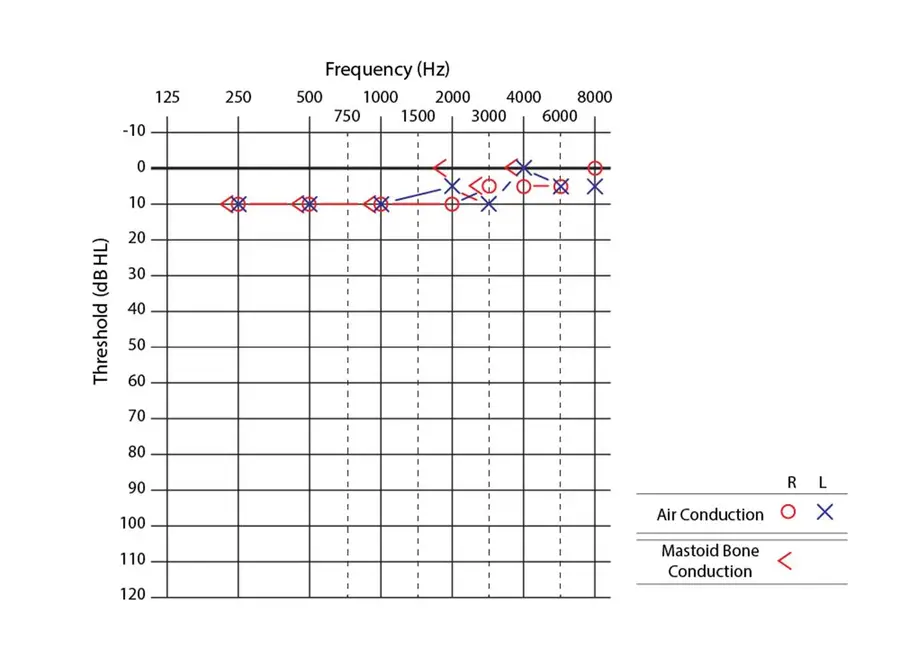 Frequency (Hz)
125 250 500 1000 2000 4000 8000
750 1500 3000 6000
-10
0
10
20
30
40
50
60
70
80
90
100
110
120
Threshold (dB HL)
R L
Air Conduction
Mastoid Bone
Conduction